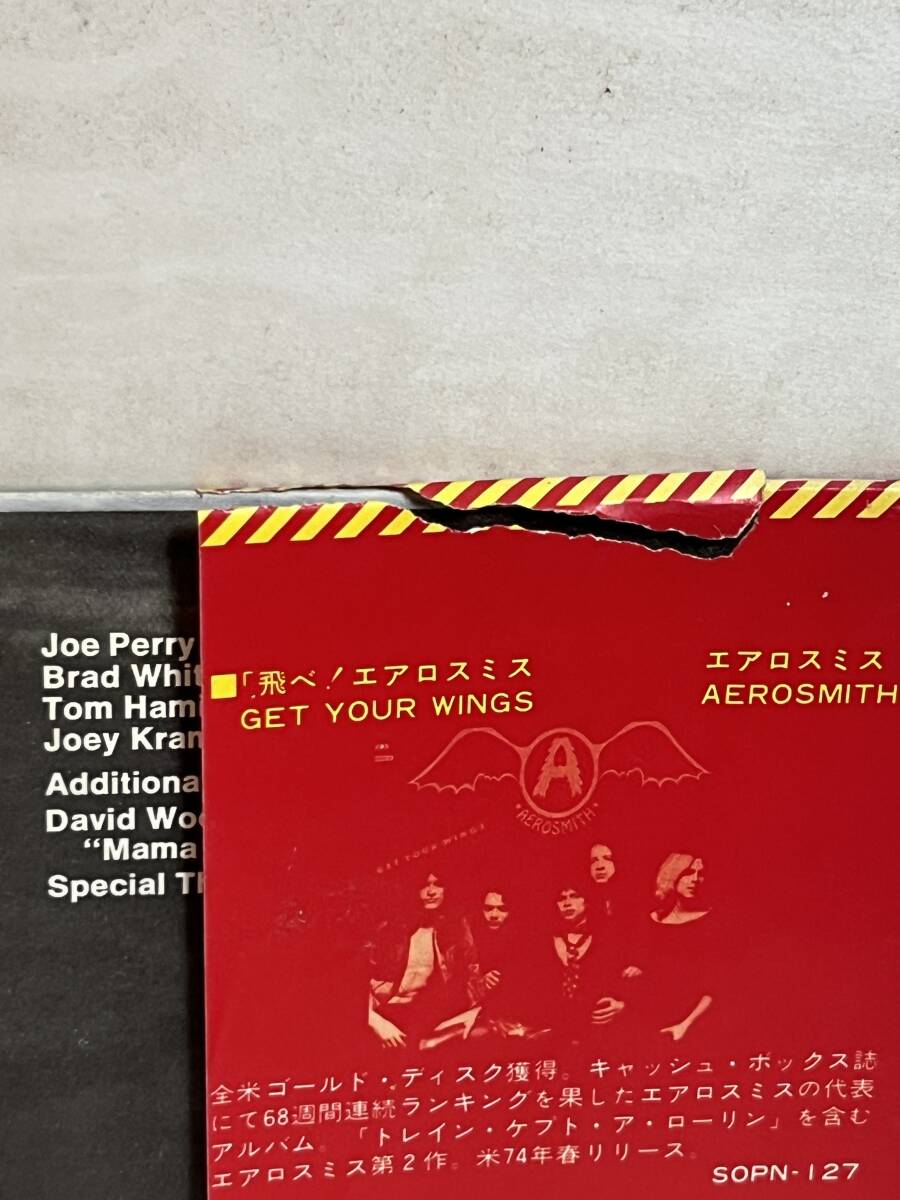 Joe Perry
Brad Whit
Tom Hami
Joey Kram
Additiona
David Woo
“Mama
Special Th
■「飛べ!エアロスミス
GET YOUR WINGS
エアロスミス
AEROSMITH
A
AEROSMITH
GET YOUR WINGS
全米ゴールド・ディスク獲得。キャッシュ・ボックス誌
にて68週間連続ランキングを果したエアロスミスの代表
アルバム。「トレイン・ケプト・ア・ローリン」を含む
エアロスミス第2作。米74年春リリース。
SOPN-127